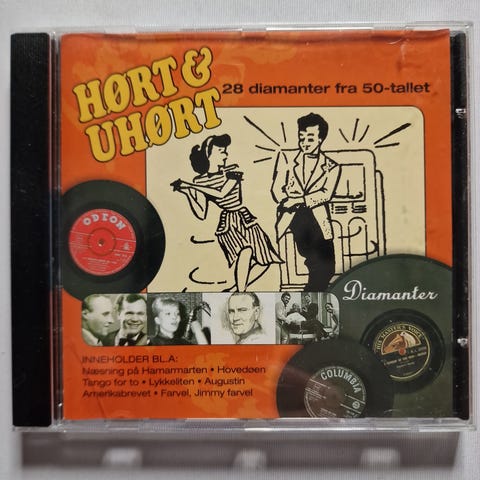 HØRT &
UHØRT
28 diamanter fra 50-tallet
ODEON
Diamanter
HIS MASTER'S VOICE
COLUMBIA
INNEHOLDER BL.A:
Næsning på Hamarmarten • Hovedøen
Tango for to • Lykkeliten • Augustin
Amerikabrevet • Farvel, Jimmy farvel